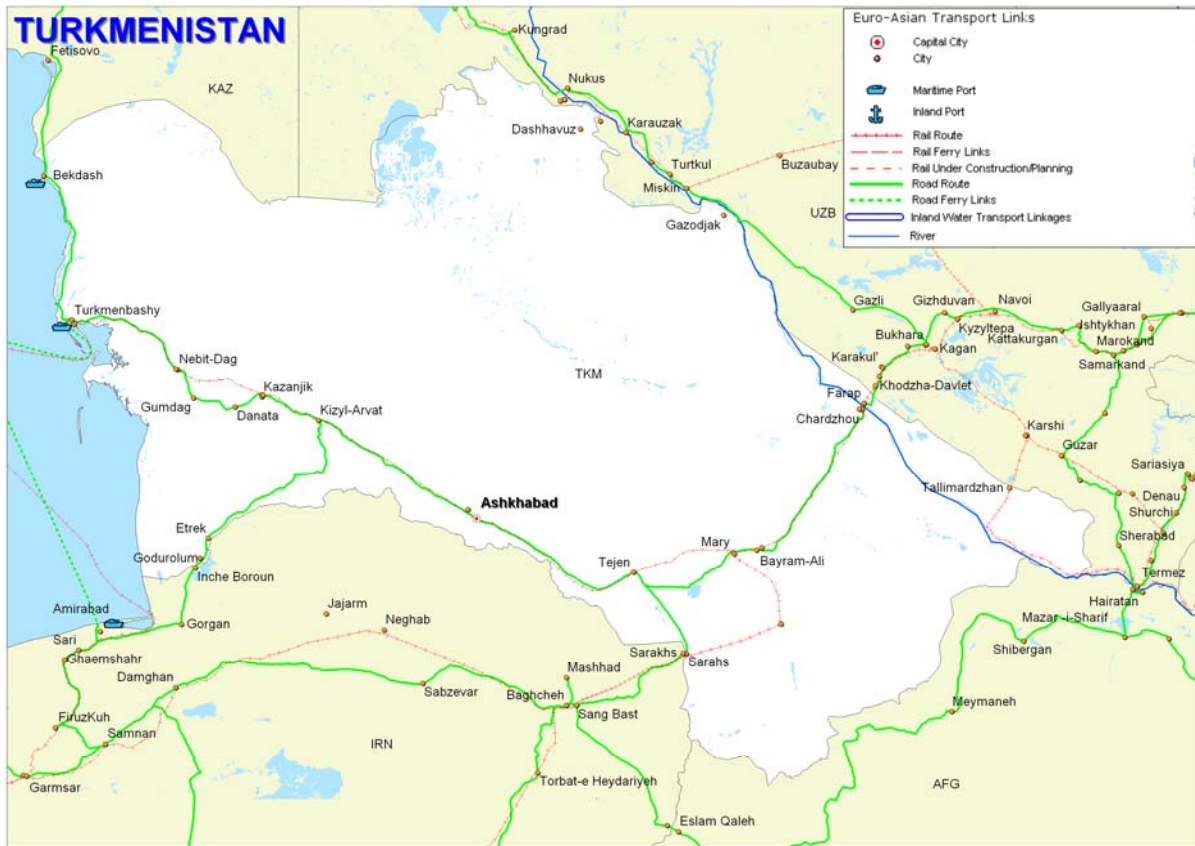 TURKMENISTAN
Euro-Asian Transport Links
Capital City
City
Maritime Port
Inland Port
Rail Route
Rail Ferry Links
Rail Under Construction/Planning
Road Route
Road Ferry Links
Inland Water Transport Linkages
River
Fetisovo
KAZ
Kungrad
Nukus
Dashhavuz
Karauzak
Turtkul
Buzaubay
Miskin
Bekdash
UZB
Gazodjak
Turkmenbashy
Gazli
Gizhduvan
Navoi
Gallyaaral
Kyzyltepa
Ishtykhan
Bukhara
Kattakurgan
Marokand
Kagan
Samarkand
Karakul'
Nebit-Dag
TKM
Khodzha-Davlet
Kazanjik
Farap
Gumdag
Danata
Kizyl-Arvat
Chardzhou
Karshi
Guzar
Sariasiya
Tallimardzhan
Denau
Ashkhabad
Shurchi
Etrek
Sherabad
Mary
Bayram-Ali
Godurolum
Tejen
Inche Boroun
Termez
Hairatan
Amirabad
Jajarm
Mazar -i-Sharif
Gorgan
Neghab
Sari
Shibergan
Ghaemshahr
Sarakhs
Sarahs
Mashhad
Damghan
Sabzevar
Baghcheh
Sang Bast
Meymaneh
FiruzKuh
Samnan
IRN
Torbat-e Heydariyeh
Garmsar
AFG
Eslam Qaleh